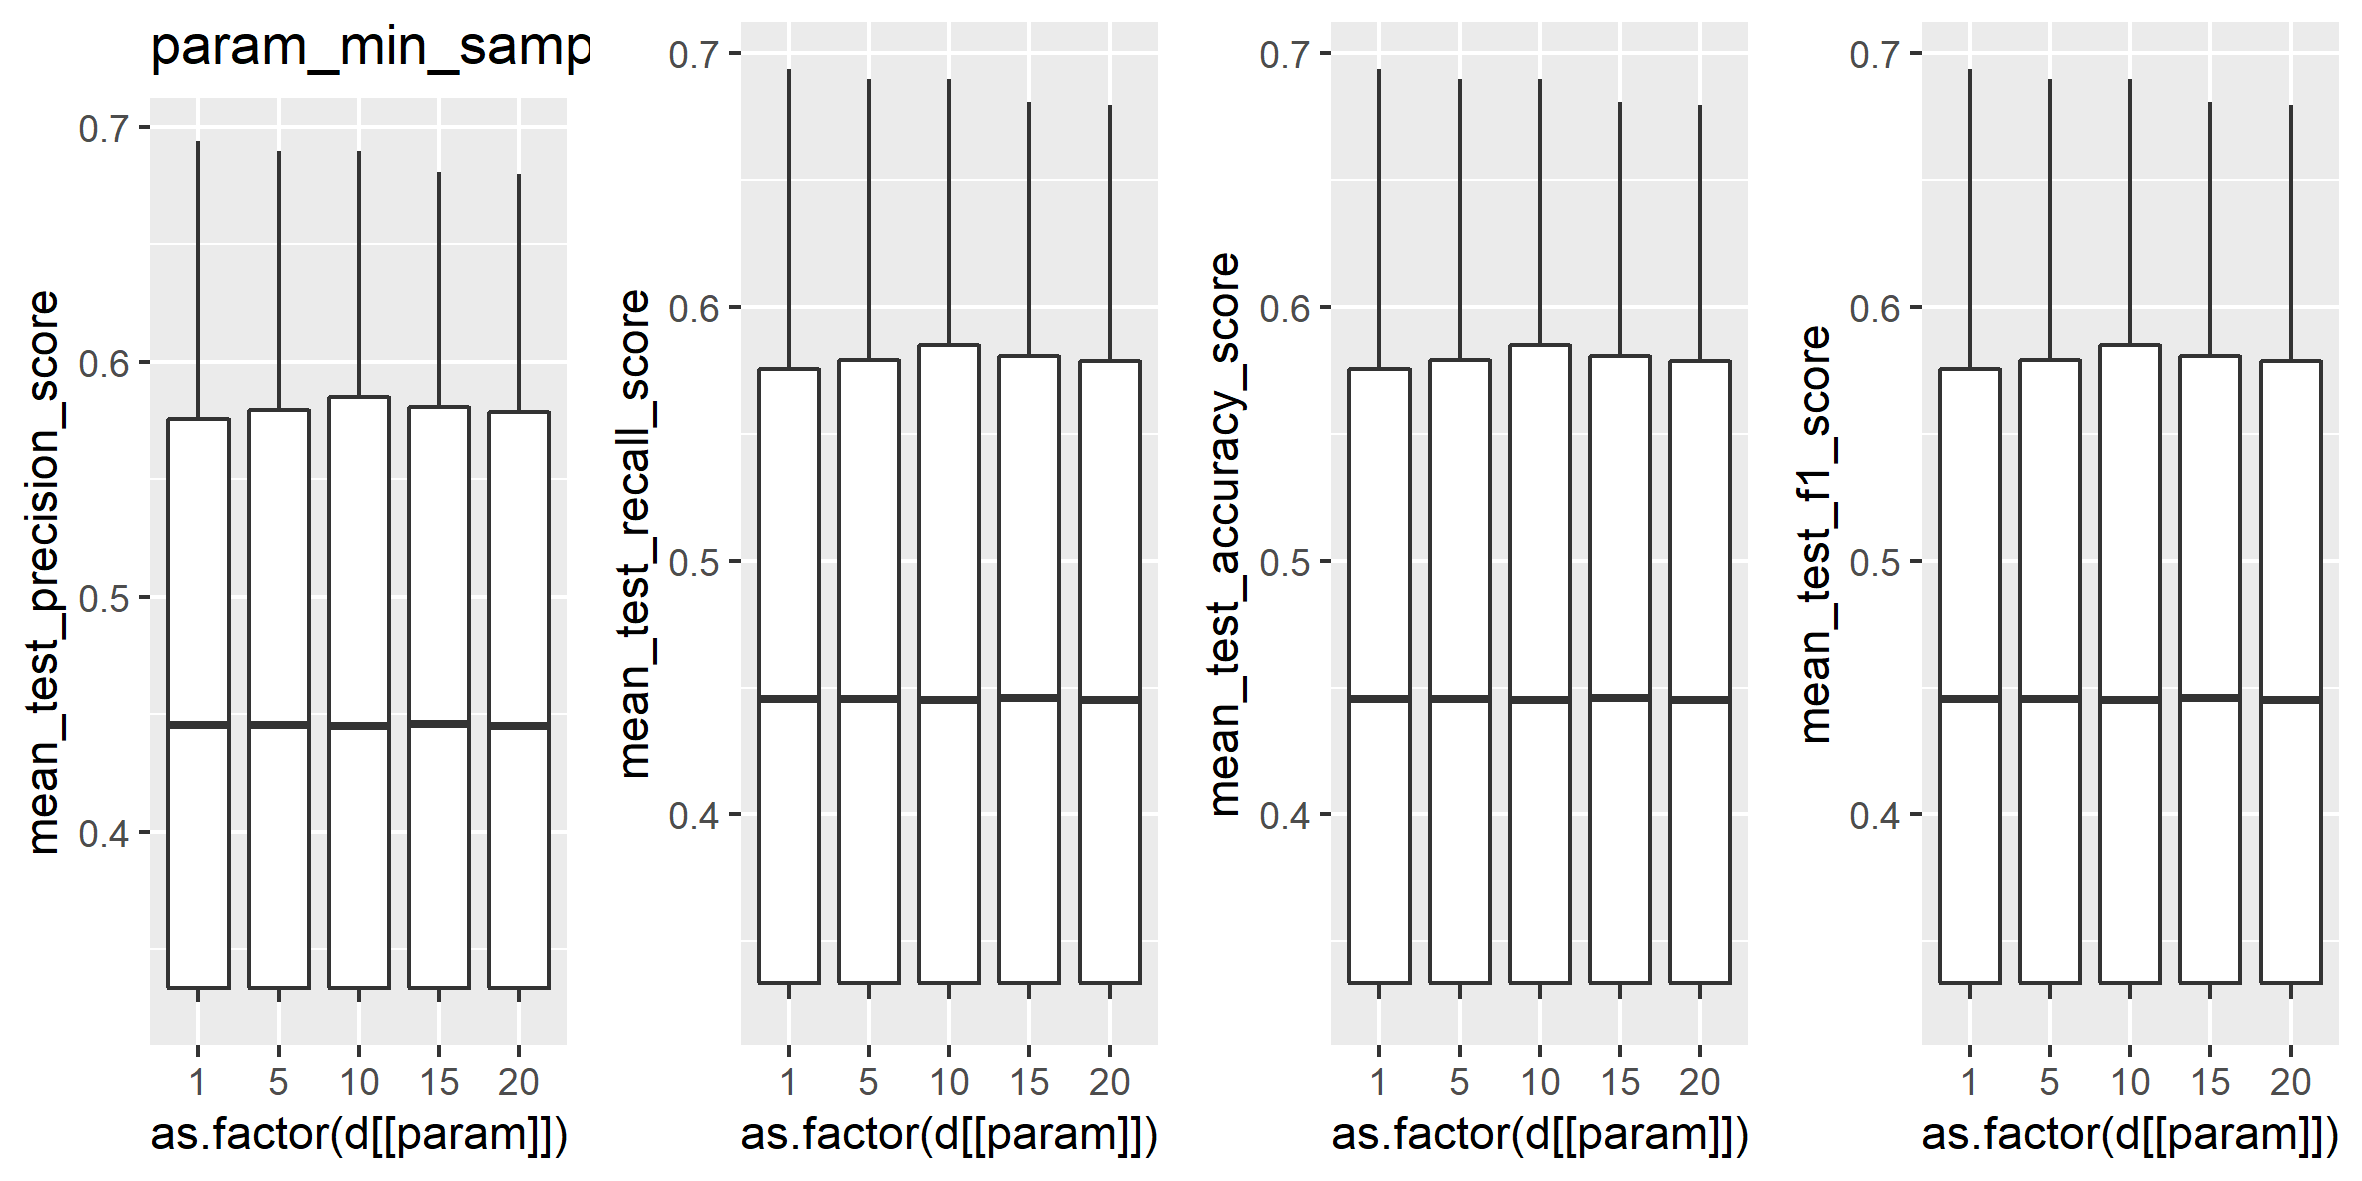 param_min_samp
mean_test_precision_score
0.7
0.6
0.5
0.4
1 5 10 15 20
as.factor(d[[param]])
mean_test_recall_score
0.7
0.6
0.5
0.4
1 5 10 15 20
as.factor(d[[param]])
mean_test_accuracy_score
0.7
0.6
0.5
0.4
1 5 10 15 20
as.factor(d[[param]])
mean_test_f1_score
0.7
0.6
0.5
0.4
1 5 10 15 20
as.factor(d[[param]])